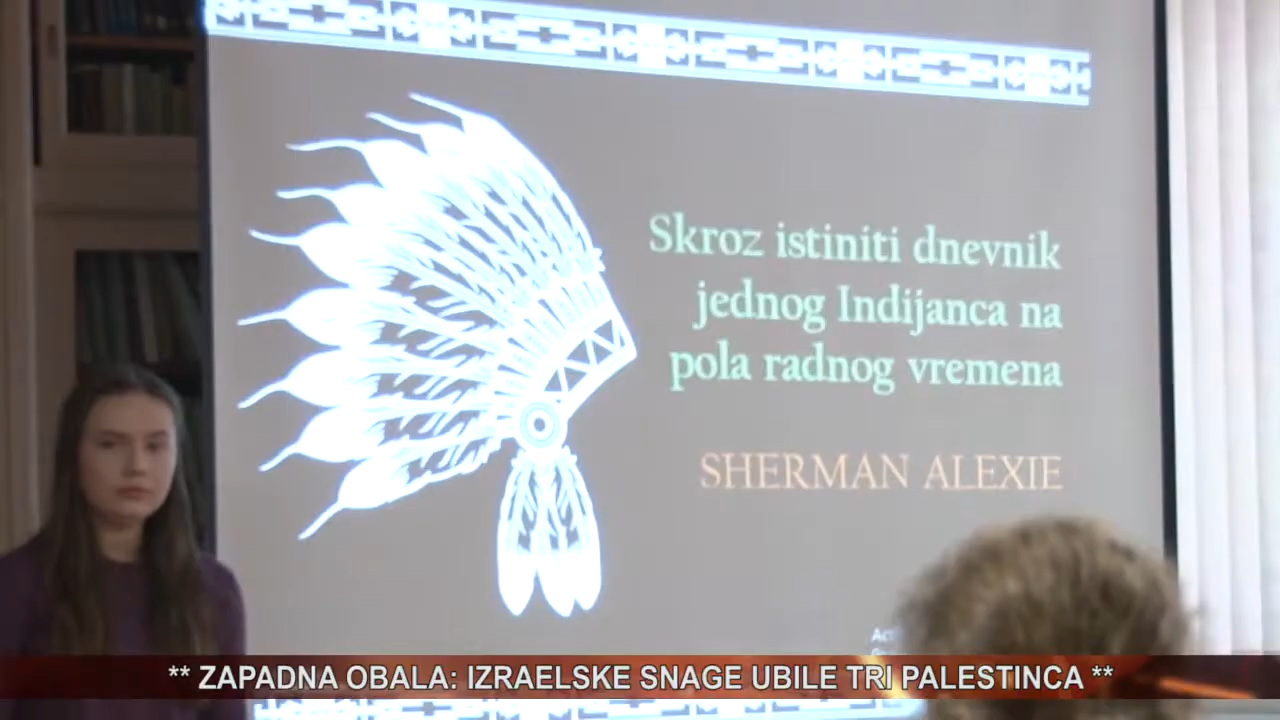 Skroz istiniti dnevnik
jednog Indijanca na
pola radnog vremena
SHERMAN ALEXIE
** ZAPADNA OBALA: IZRAELSKE SNAGE UBILE TRI PALESTINCA **